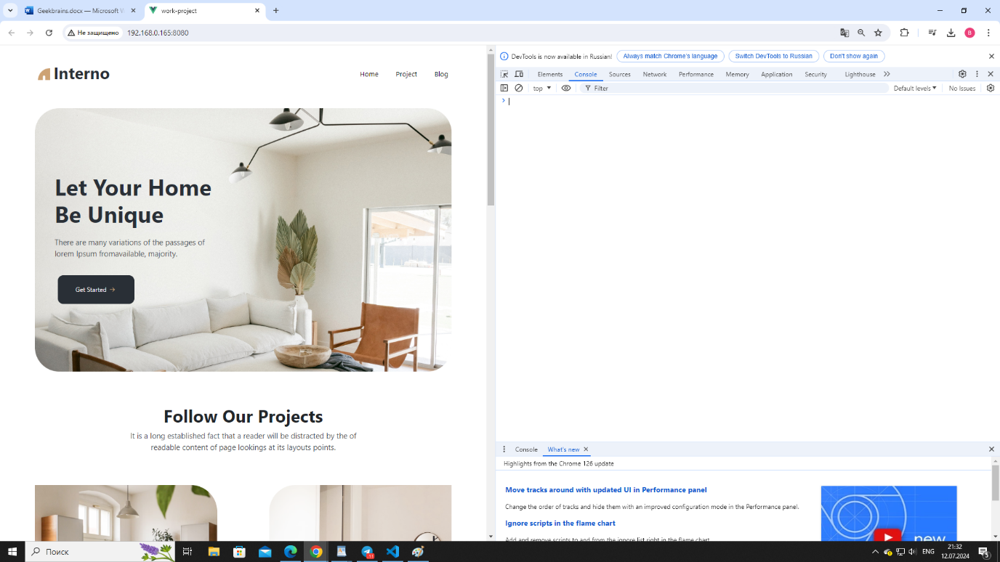 Geekbrains.docx — Microsoft W
work-project
Не защищено
192.168.0.165:8080
B
Interno
Home
Project
Blog
Let Your Home
Be Unique
There are many variations of the passages of
lorem Ipsum fromavailable, majority.
Get Started →
Follow Our Projects
It is a long established fact that a reader will be distracted by the of
readable content of page lookings at its layouts points.
DevTools is now available in Russian!
Always match Chrome's language
Switch DevTools to Russian
Don't show again
Elements
Console
Sources
Network
Performance
Memory
Application
Security
Lighthouse
top
Filter
Default levels
No Issues
Console
What's new
Highlights from the Chrome 126 update
Move tracks around with updated UI in Performance panel
Change the order of tracks and hide them with an improved configuration mode in the Performance panel.
Ignore scripts in the flame chart
Add and remove scripts to and from the ignore list right in the flame chart.
new
Поиск
ENG
21:32
12.07.2024
5